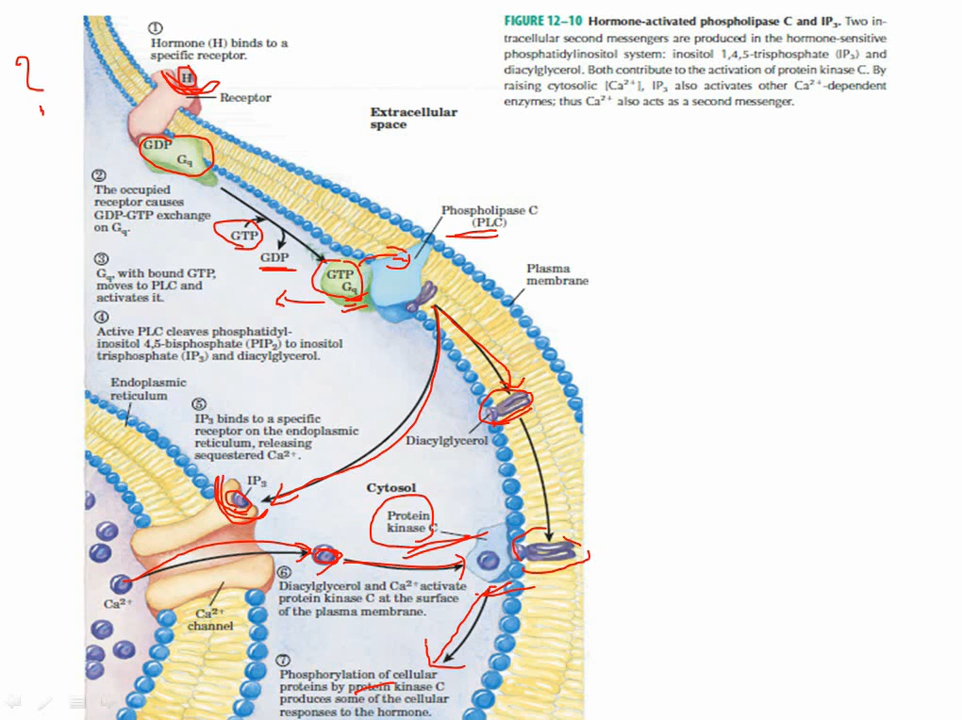 FIGURE 12–10 Hormone-activated phospholipase C and IP₃. Two in-
tracellular second messengers are produced in the hormone-sensitive
phosphatidylinositol system: inositol 1,4,5-trisphosphate (IP₃) and
diacylglycerol. Both contribute to the activation of protein kinase C. By
raising cytosolic [Ca²⁺], IP₃ also activates other Ca²⁺-dependent
enzymes; thus Ca²⁺ also acts as a second messenger.
①
Hormone (H) binds to a
specific receptor.
?
H
Receptor
Extracellular
space
GDP
Gq
②
The occupied
receptor causes
GDP-GTP exchange
on Gq.
GTP
GDP
Phospholipase C
(PLC)
③
Gq, with bound GTP,
moves to PLC and
activates it.
GTP
Gq
Plasma
membrane
④
Active PLC cleaves phosphatidyl-
inositol 4,5-bisphosphate (PIP₂) to inositol
trisphosphate (IP₃) and diacylglycerol.
Endoplasmic
reticulum
⑤
IP₃ binds to a specific
receptor on the endoplasmic
reticulum, releasing
sequestered Ca²⁺.
Diacylglycerol
IP₃
Cytosol
Protein
kinase C
Ca²⁺
Ca²⁺
channel
⑥
Diacylglycerol and Ca²⁺ activate
protein kinase C at the surface
of the plasma membrane.
⑦
Phosphorylation of cellular
proteins by protein kinase C
produces some of the cellular
responses to the hormone.